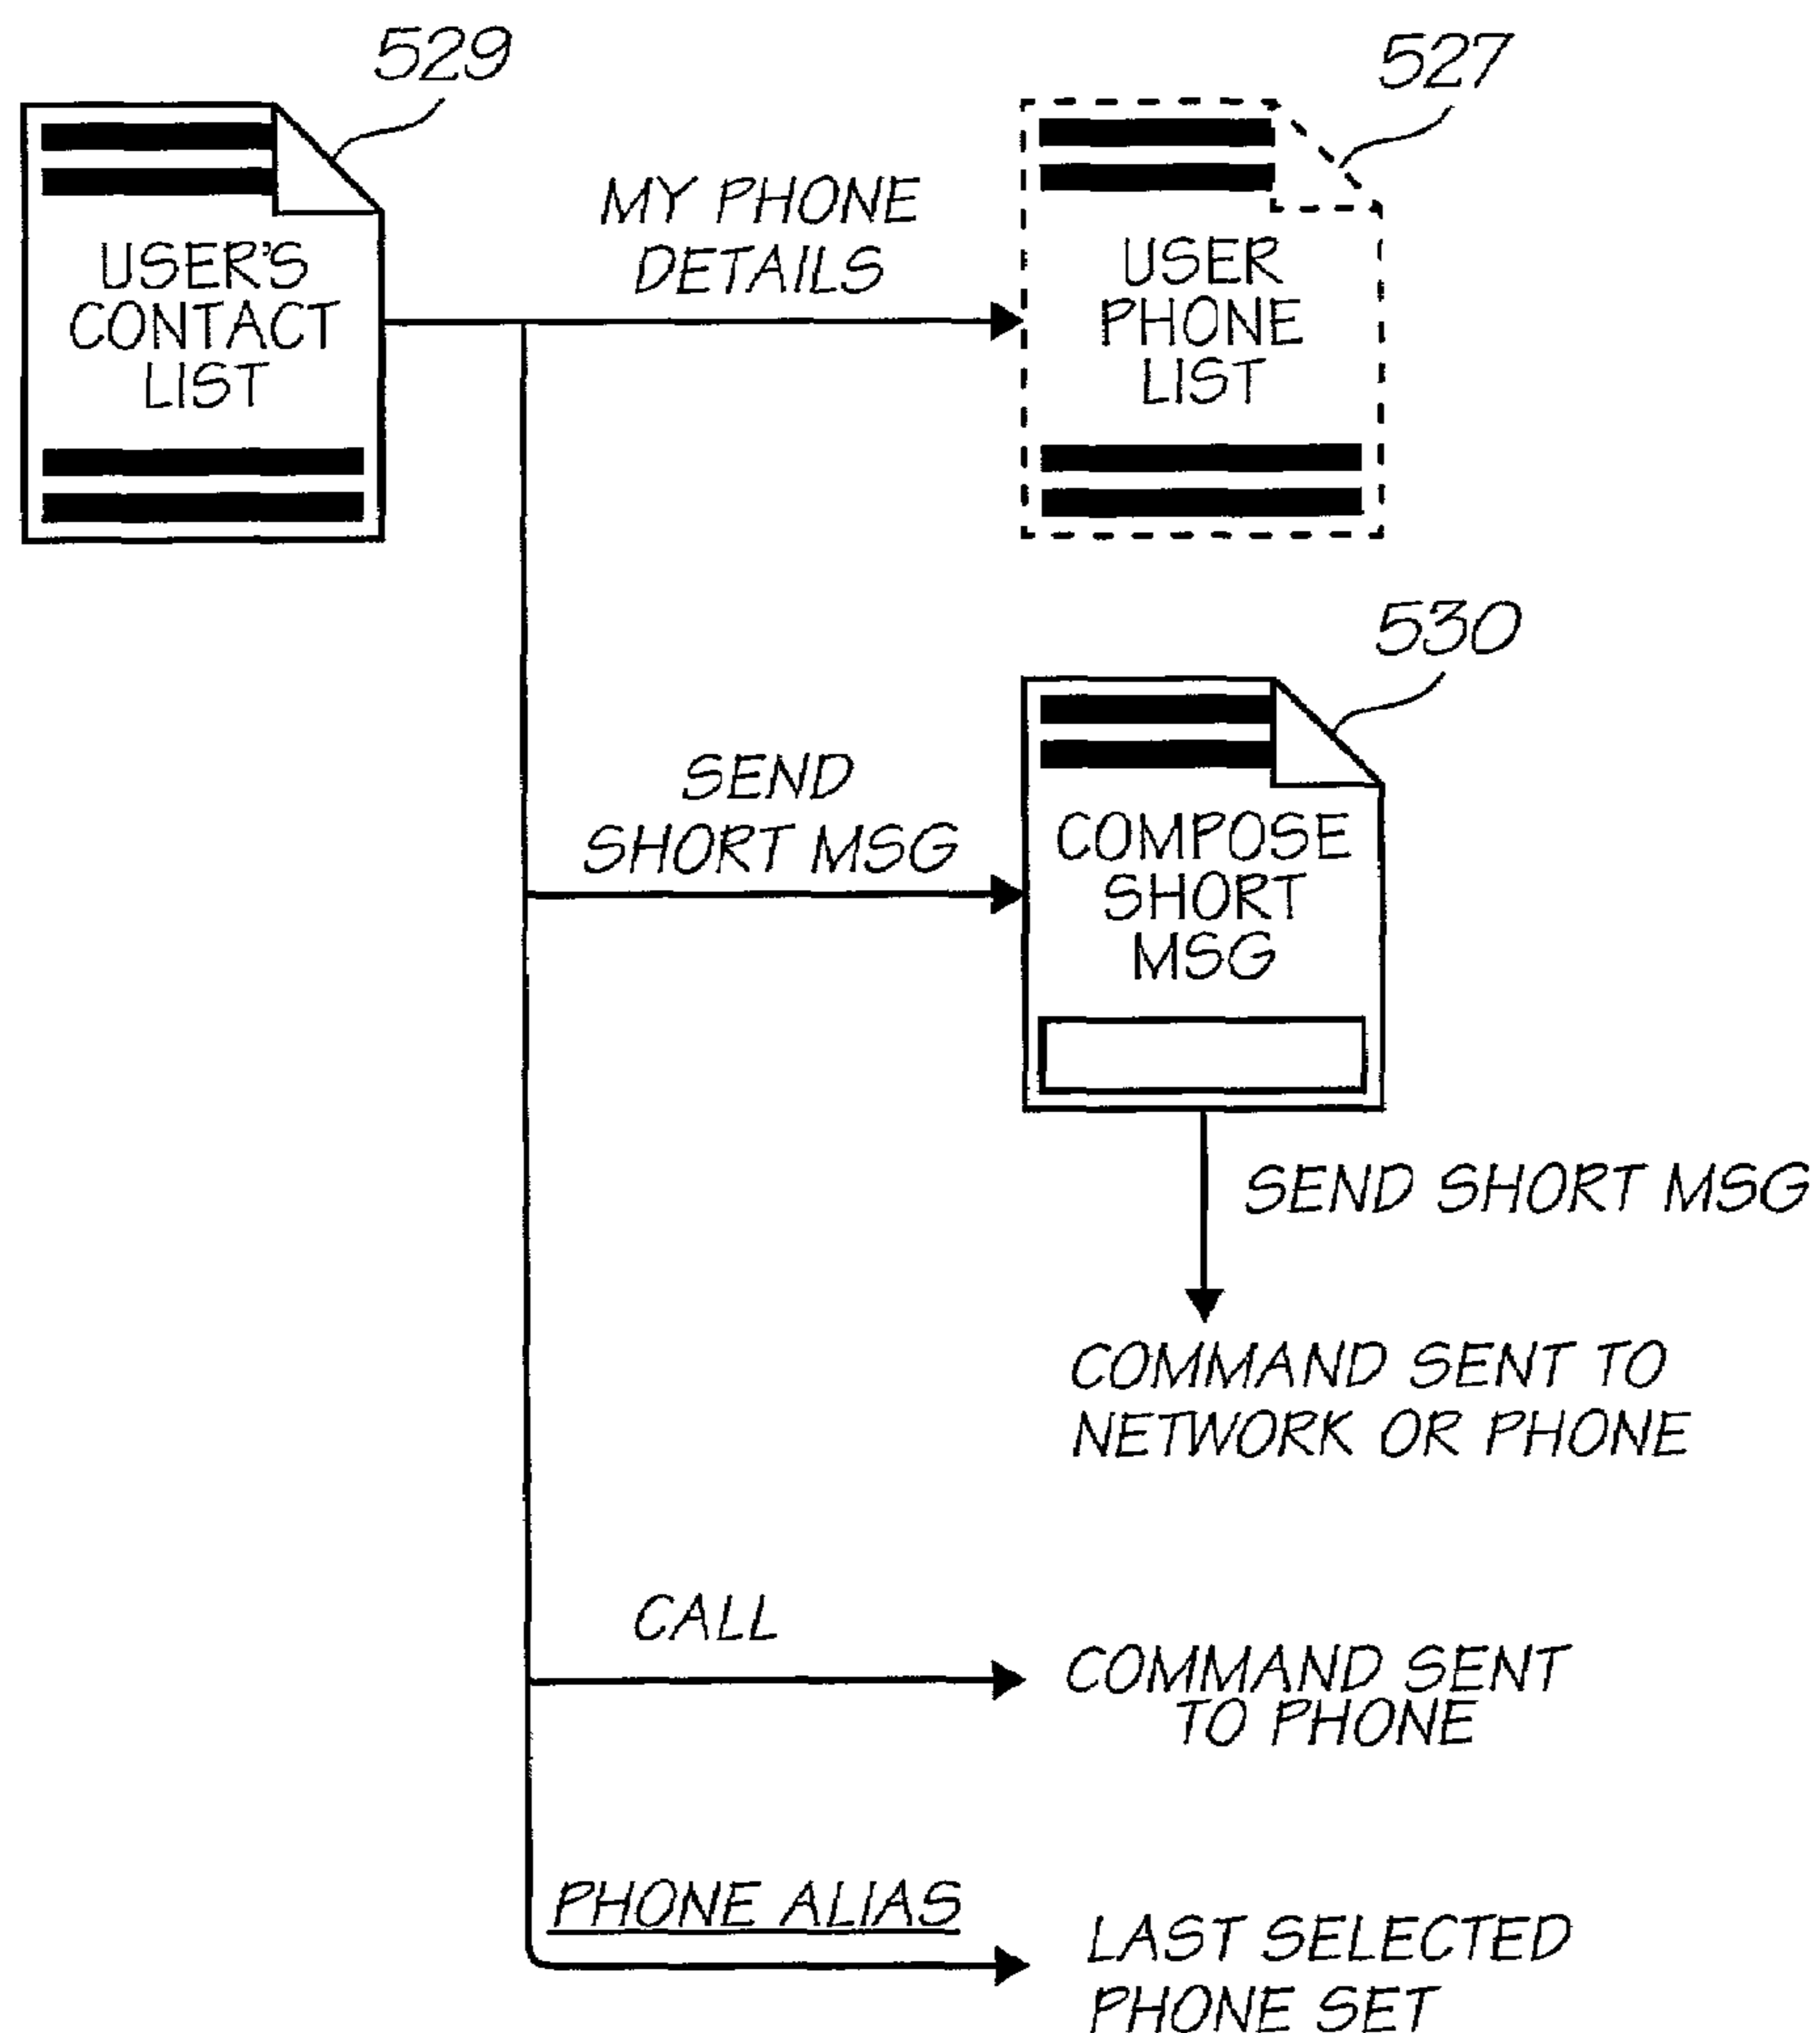 529
527
USER'S
CONTACT
LIST
MY PHONE
DETAILS
USER
PHONE
LIST
530
SEND
SHORT MSG
COMPOSE
SHORT
MSG
SEND SHORT MSG
COMMAND SENT TO
NETWORK OR PHONE
CALL
COMMAND SENT
TO PHONE
PHONE ALIAS
LAST SELECTED
PHONE SET